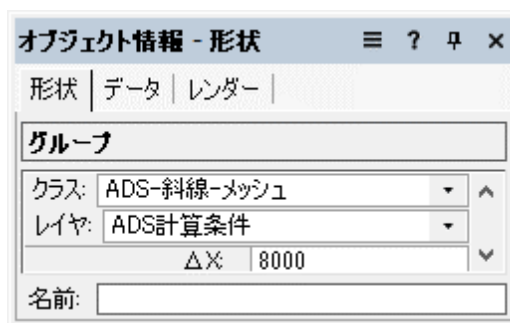 オブジェクト情報 - 形状 ≡ ? ×
形状 データ レンダー
グループ
クラス: ADS-斜線-メッシュ
レイヤ: ADS計算条件
△X: 8000
名前: